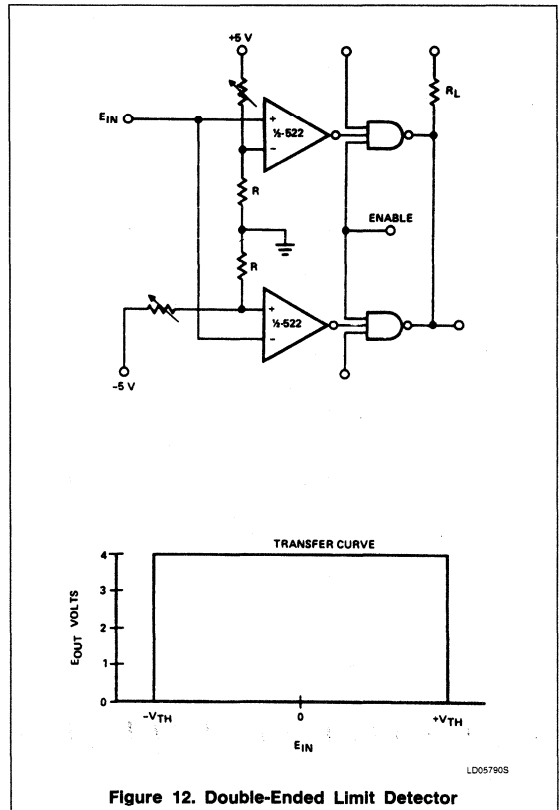 +5 V
RL
EIN
+
½-522
−
R
ENABLE
R
+
½-522
−
−5 V
TRANSFER CURVE
EOUT VOLTS
4
3
2
1
0
−VTH
0
+VTH
EIN
LD05790S
Figure 12. Double-Ended Limit Detector